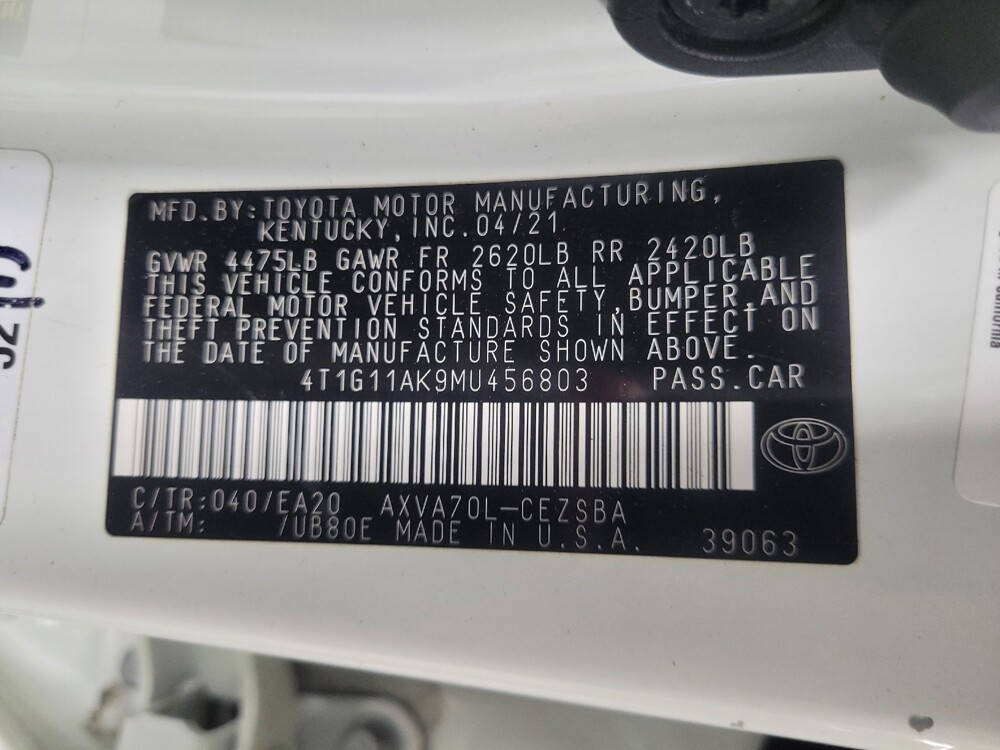 MFD.BY:TOYOTA MOTOR MANUFACTURING,
KENTUCKY,INC.04/21
GVWR 4475LB GAWR FR 2620LB RR 2420LB
THIS VEHICLE CONFORMS TO ALL APPLICABLE
FEDERAL MOTOR VEHICLE SAFETY,BUMPER,AND
THEFT PREVENTION STANDARDS IN EFFECT ON
THE DATE OF MANUFACTURE SHOWN ABOVE.
4T1G11AK9MU456803 PASS.CAR
C/TR:040/EA20 AXVA70L-CEZSBA
A/TM: /UB80E MADE IN U.S.A. 39063